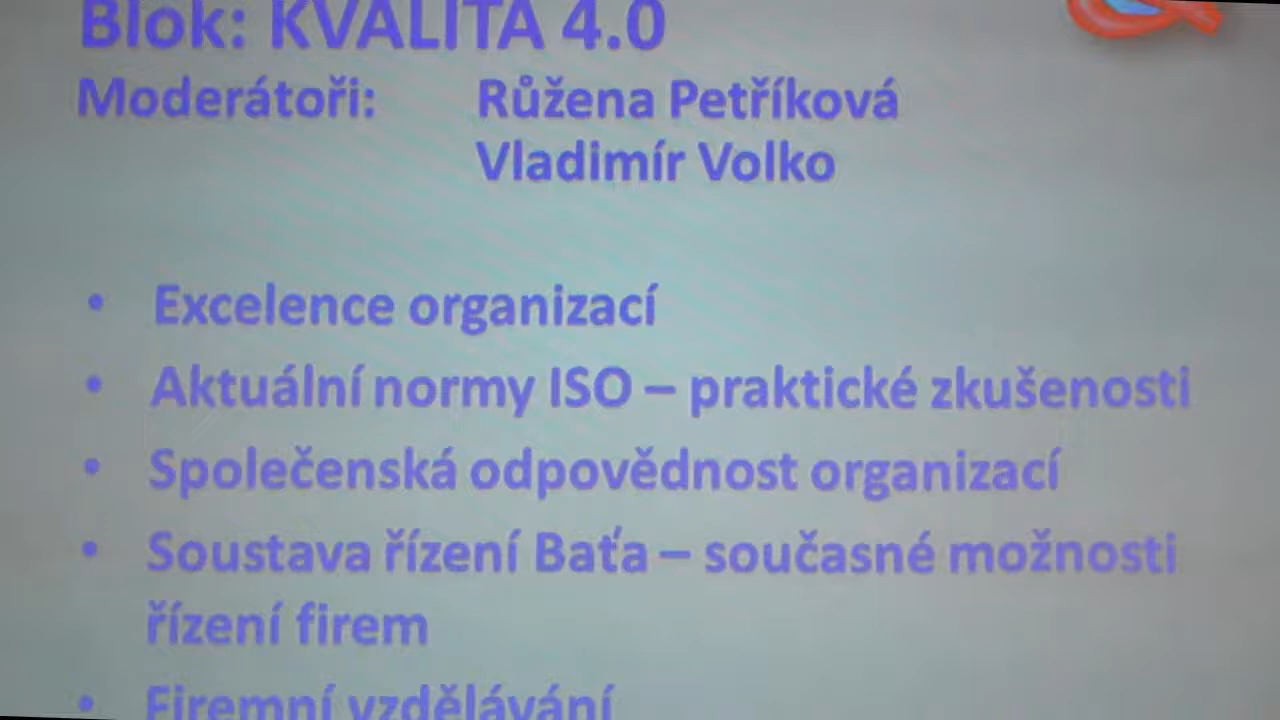 Blok: KVALITA 4.0
Moderátoři: Růžena Petříková
Vladimír Volko
• Excelence organizací
• Aktuální normy ISO – praktické zkušenosti
• Společenská odpovědnost organizací
• Soustava řízení Baťa – současné možnosti
řízení firem
• Firemní vzdělávání